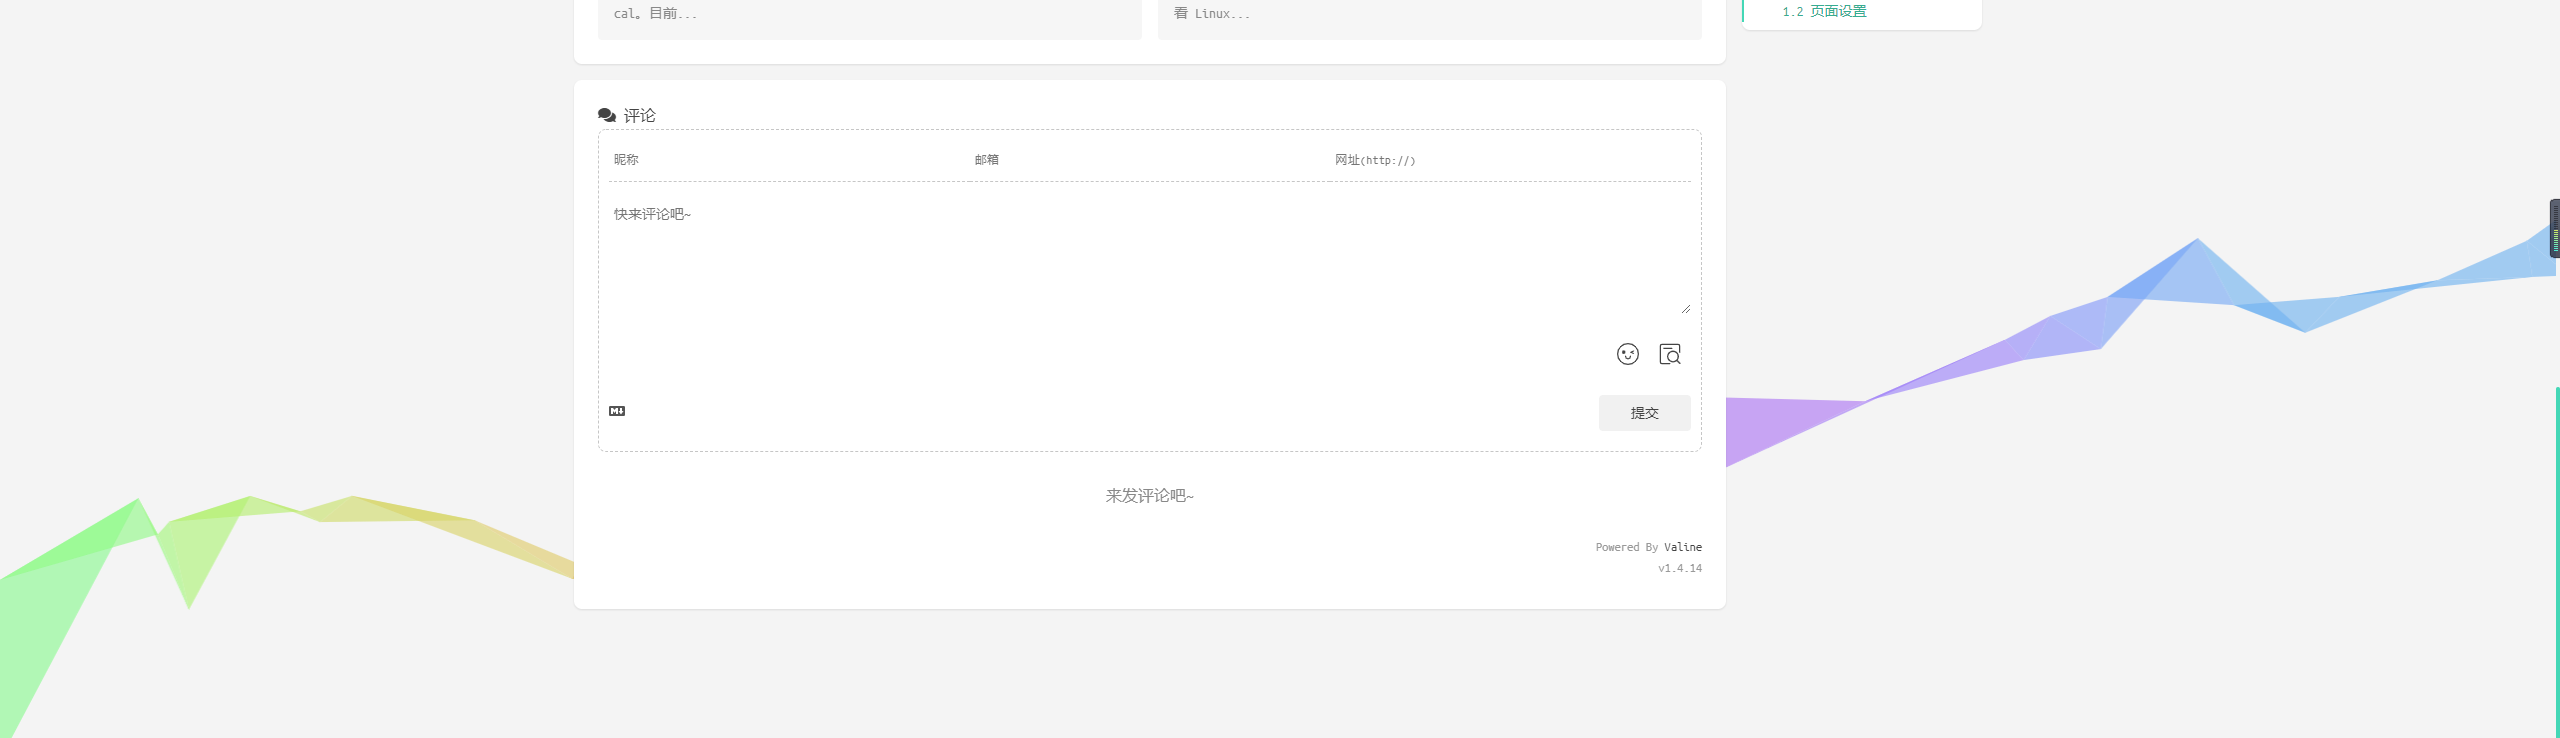 cal。目前...
看 Linux...
1.2 页面设置
评论
昵称 邮箱 网址(http://)
快来评论吧~
M↓
提交
来发评论吧~
Powered By Valine
v1.4.14